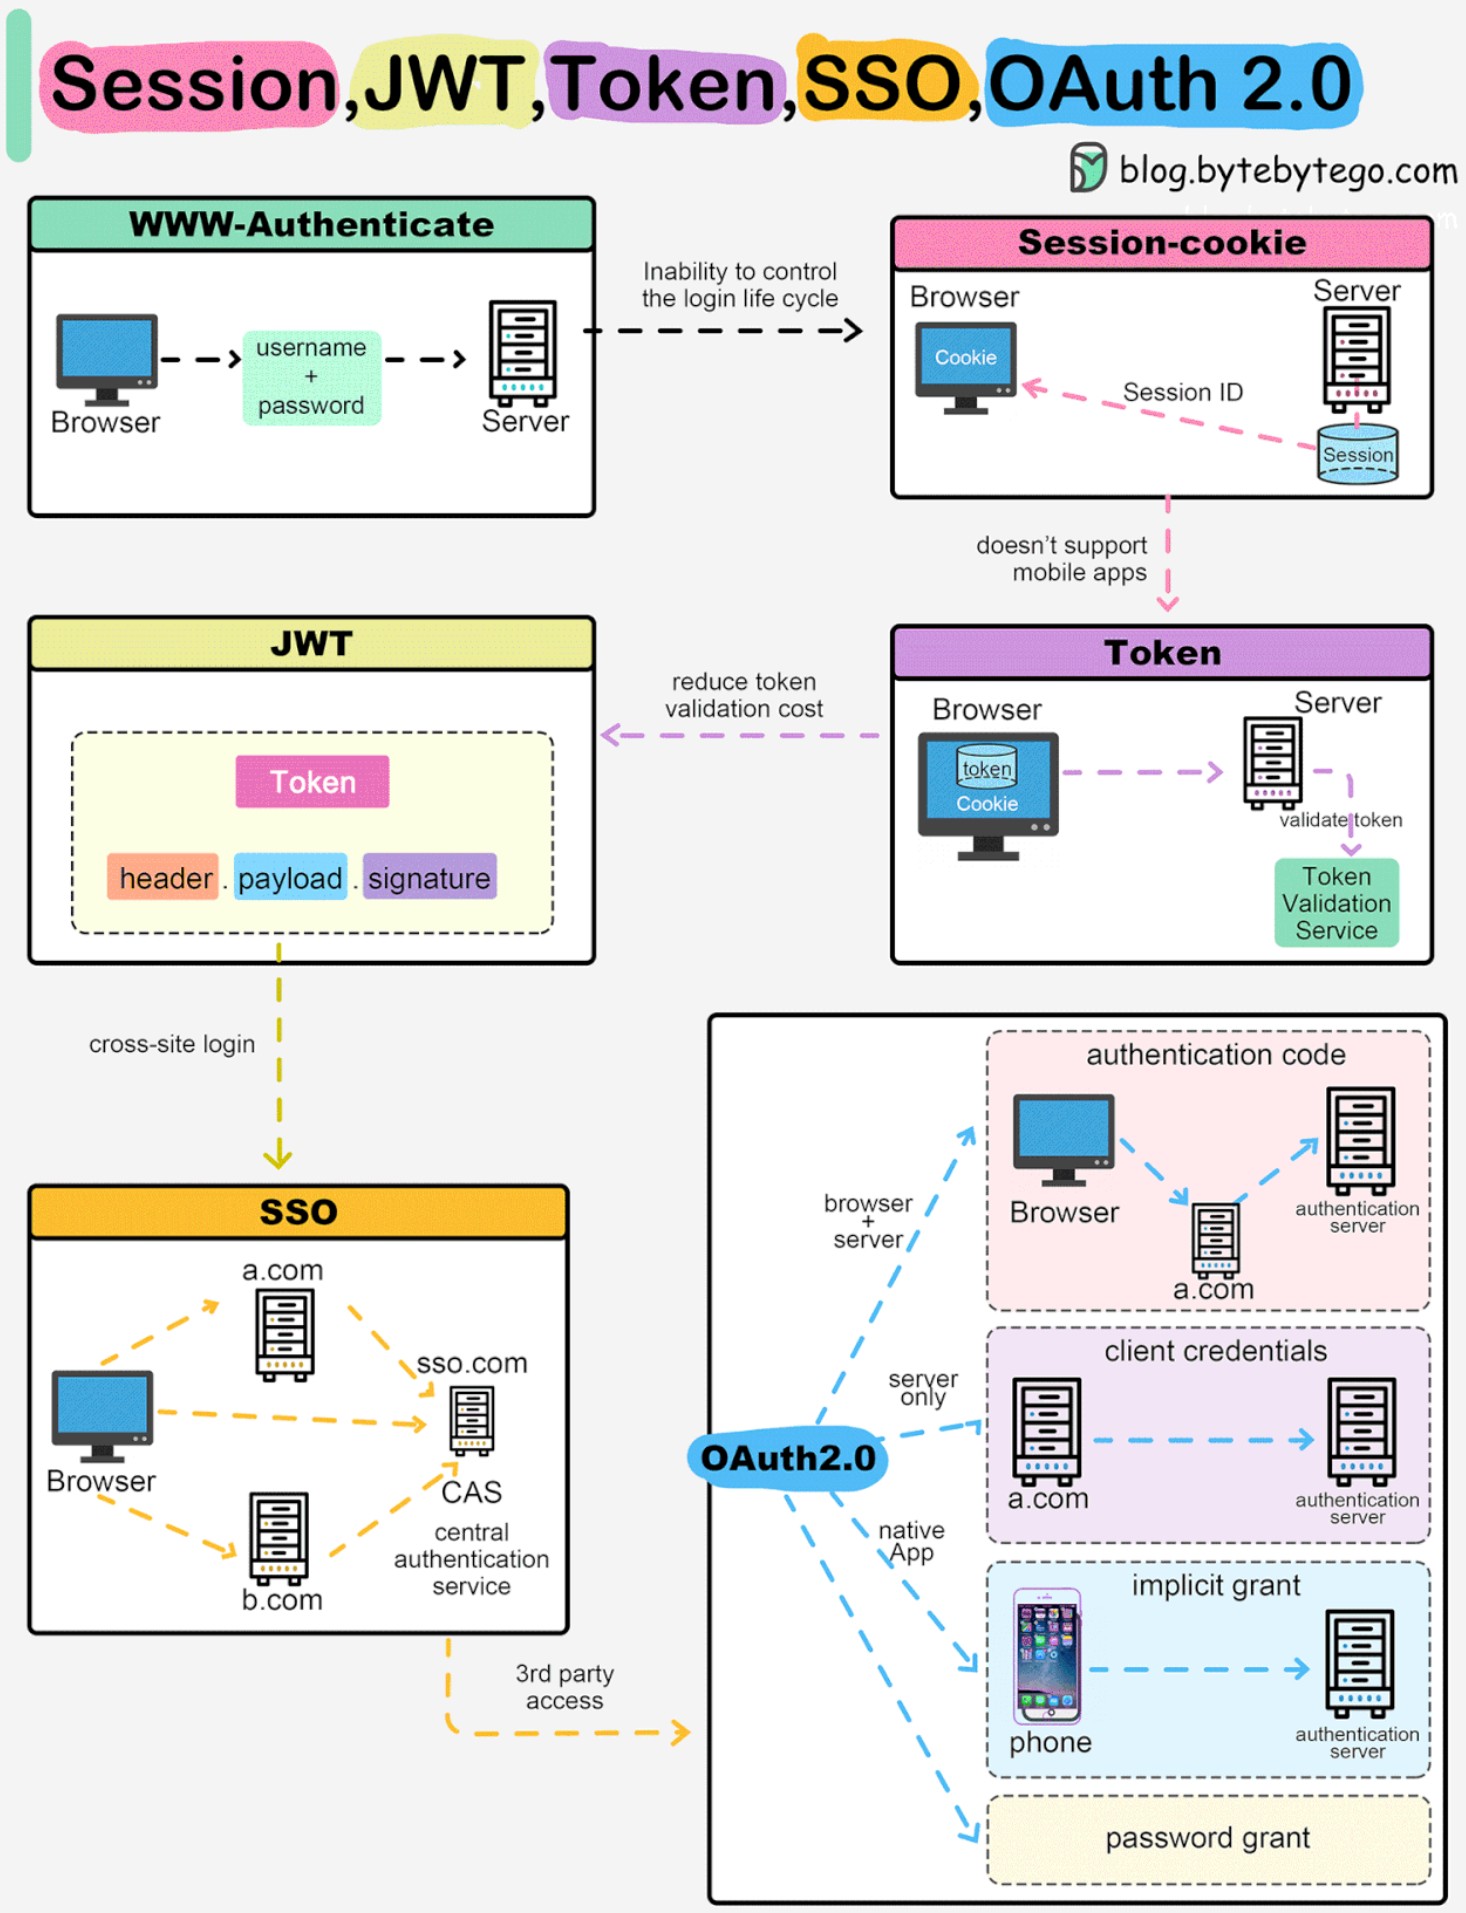 Session,JWT,Token,SSO,OAuth 2.0
blog.bytebytego.com
WWW-Authenticate
Browser
username
+
password
Server
Inability to control
the login life cycle
Session-cookie
Browser
Server
Cookie
Session ID
Session
doesn't support
mobile apps
Token
Browser
Server
token
Cookie
validate token
Token
Validation
Service
reduce token
validation cost
JWT
Token
header . payload . signature
cross-site login
SSO
a.com
sso.com
Browser
CAS
central
authentication
service
b.com
3rd party
access
OAuth2.0
browser
+
server
authentication code
Browser
authentication
server
a.com
server
only
client credentials
a.com
authentication
server
native
App
implicit grant
phone
authentication
server
password grant